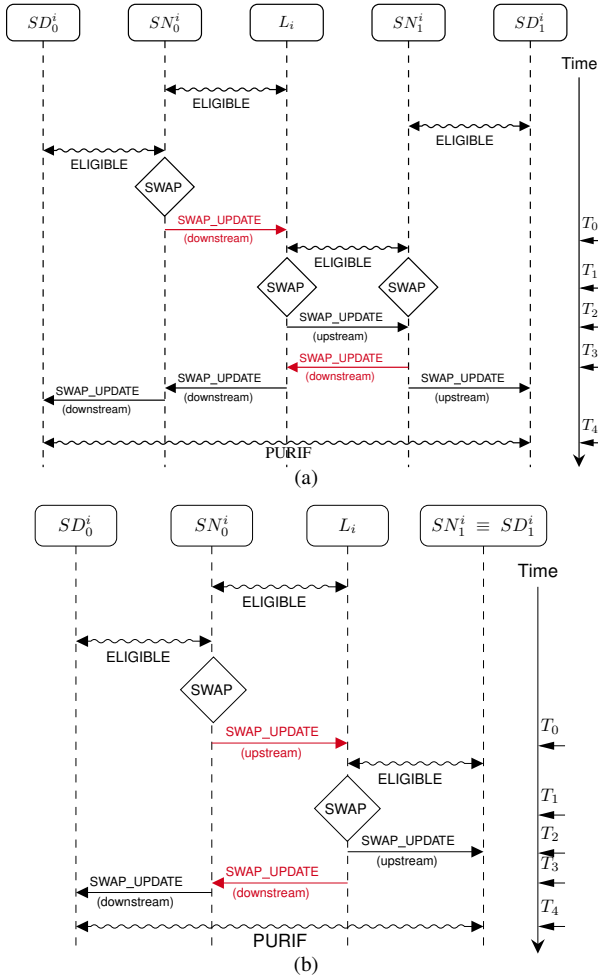 $SD_0^i$ $SN_0^i$ $L_i$ $SN_1^i$ $SD_1^i$
Time
ELIGIBLE
ELIGIBLE
ELIGIBLE
SWAP
SWAP_UPDATE
(downstream)
$T_0$
ELIGIBLE
SWAP SWAP
$T_1$
SWAP_UPDATE
(upstream)
$T_2$
SWAP_UPDATE
(downstream)
$T_3$
SWAP_UPDATE SWAP_UPDATE SWAP_UPDATE
(downstream) (downstream) (upstream)
$T_4$
PURIF
(a)
$SD_0^i$ $SN_0^i$ $L_i$ $SN_1^i \equiv SD_1^i$
Time
ELIGIBLE
ELIGIBLE
SWAP
SWAP_UPDATE
(upstream)
$T_0$
ELIGIBLE
SWAP
$T_1$
SWAP_UPDATE
(upstream)
$T_2$
SWAP_UPDATE SWAP_UPDATE
(downstream) (downstream)
$T_3$
$T_4$
PURIF
(b)